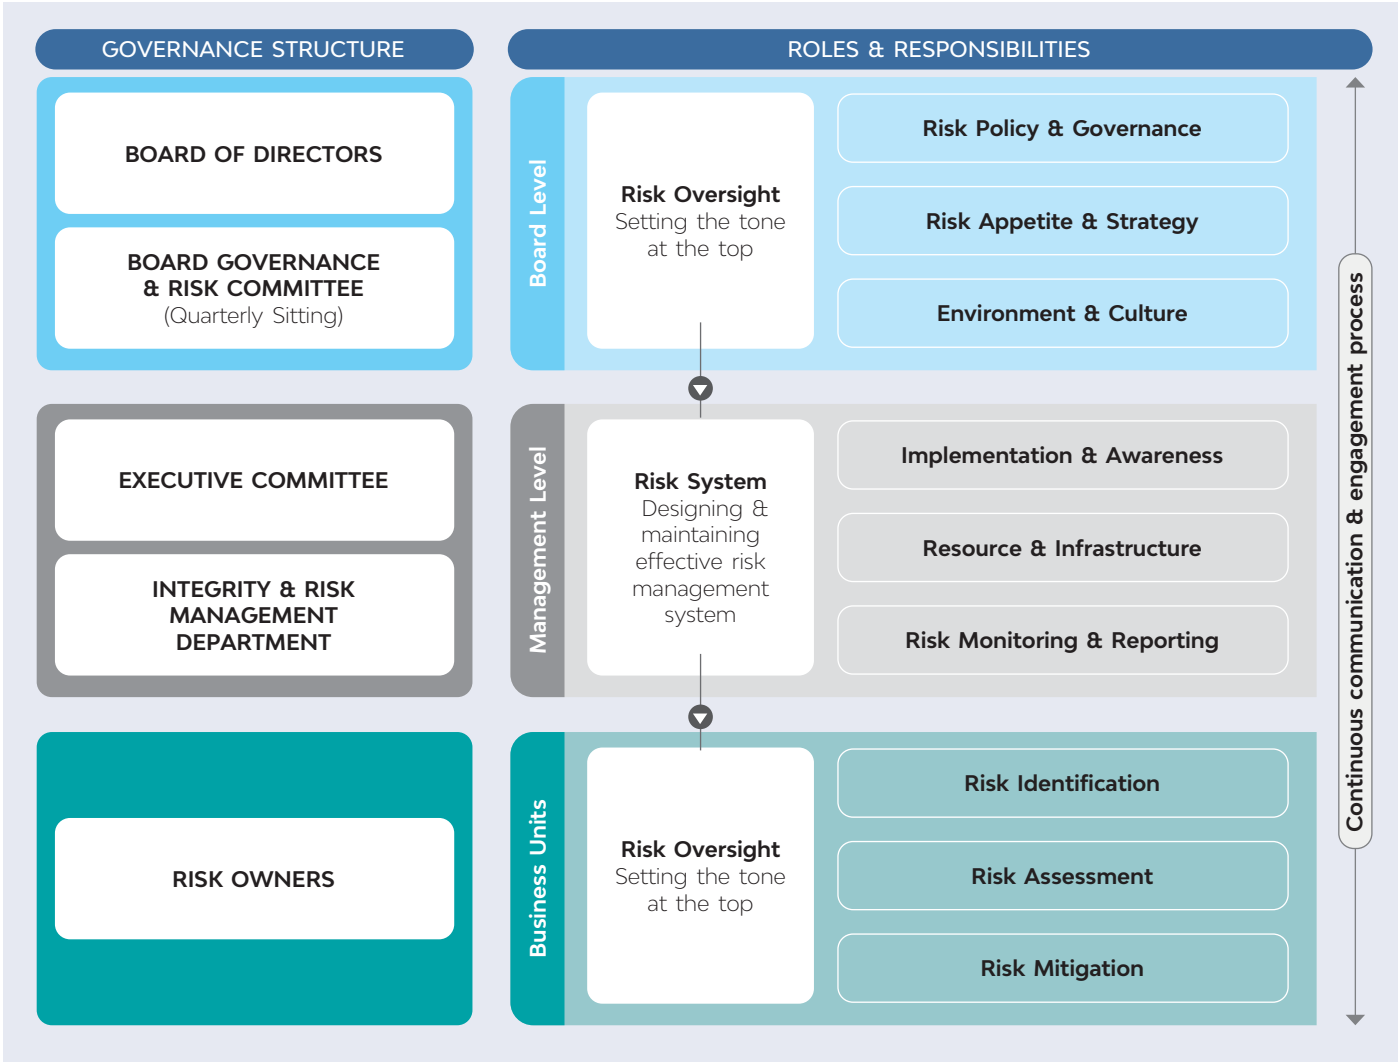 GOVERNANCE STRUCTURE
ROLES & RESPONSIBILITIES
BOARD OF DIRECTORS
BOARD GOVERNANCE
& RISK COMMITTEE
(Quarterly Sitting)
Board Level
Risk Oversight
Setting the tone
at the top
Risk Policy & Governance
Risk Appetite & Strategy
Environment & Culture
EXECUTIVE COMMITTEE
INTEGRITY & RISK
MANAGEMENT
DEPARTMENT
Management Level
Risk System
Designing &
maintaining
effective risk
management
system
Implementation & Awareness
Resource & Infrastructure
Risk Monitoring & Reporting
RISK OWNERS
Business Units
Risk Oversight
Setting the tone
at the top
Risk Identification
Risk Assessment
Risk Mitigation
Continuous communication & engagement process